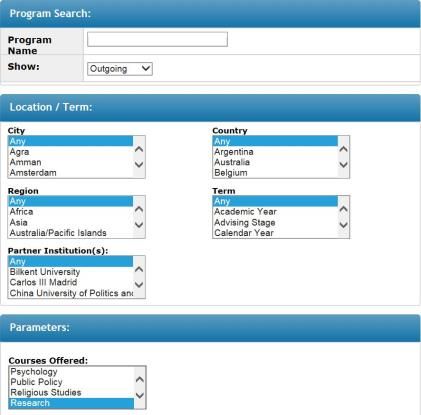 Program Search:
Program
Name
Show:
Outgoing
Location / Term:
City
Any
Agra
Amman
Amsterdam
Country
Any
Argentina
Australia
Belgium
Region
Any
Africa
Asia
Australia/Pacific Islands
Term
Any
Academic Year
Advising Stage
Calendar Year
Partner Institution(s):
Any
Bilkent University
Carlos III Madrid
China University of Politics and
Parameters:
Courses Offered:
Psychology
Public Policy
Religious Studies
Research